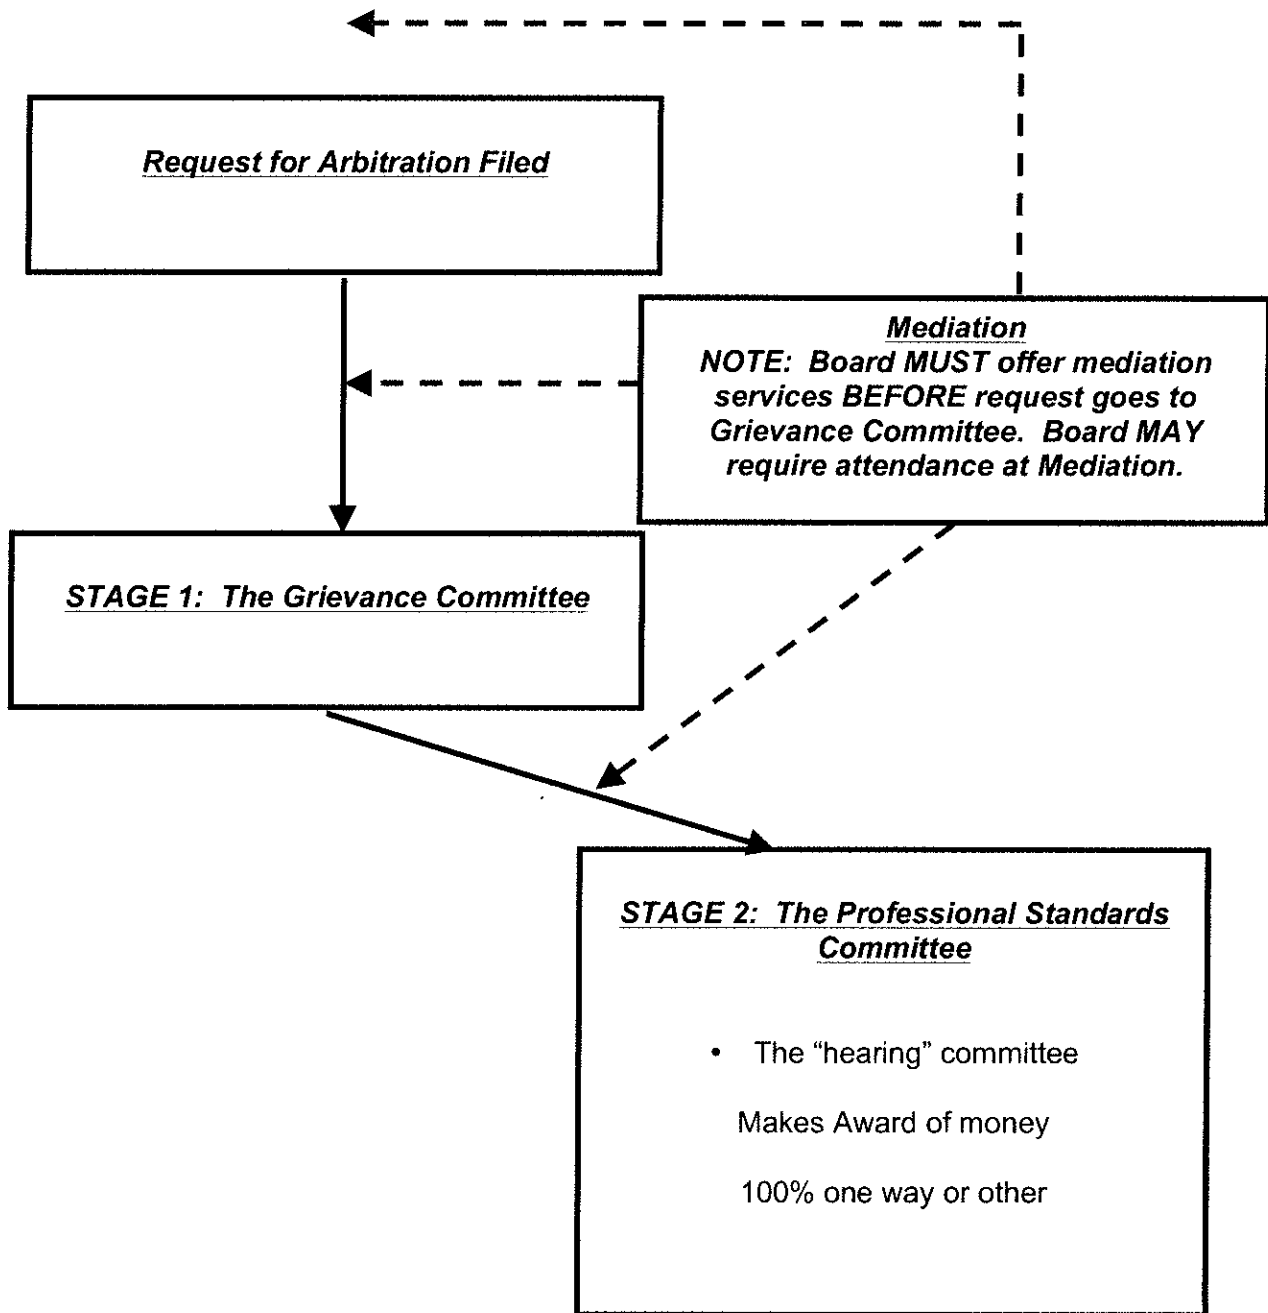 Request for Arbitration Filed
Mediation
NOTE: Board MUST offer mediation
services BEFORE request goes to
Grievance Committee. Board MAY
require attendance at Mediation.
STAGE 1: The Grievance Committee
STAGE 2: The Professional Standards
Committee
• The “hearing” committee
Makes Award of money
100% one way or other